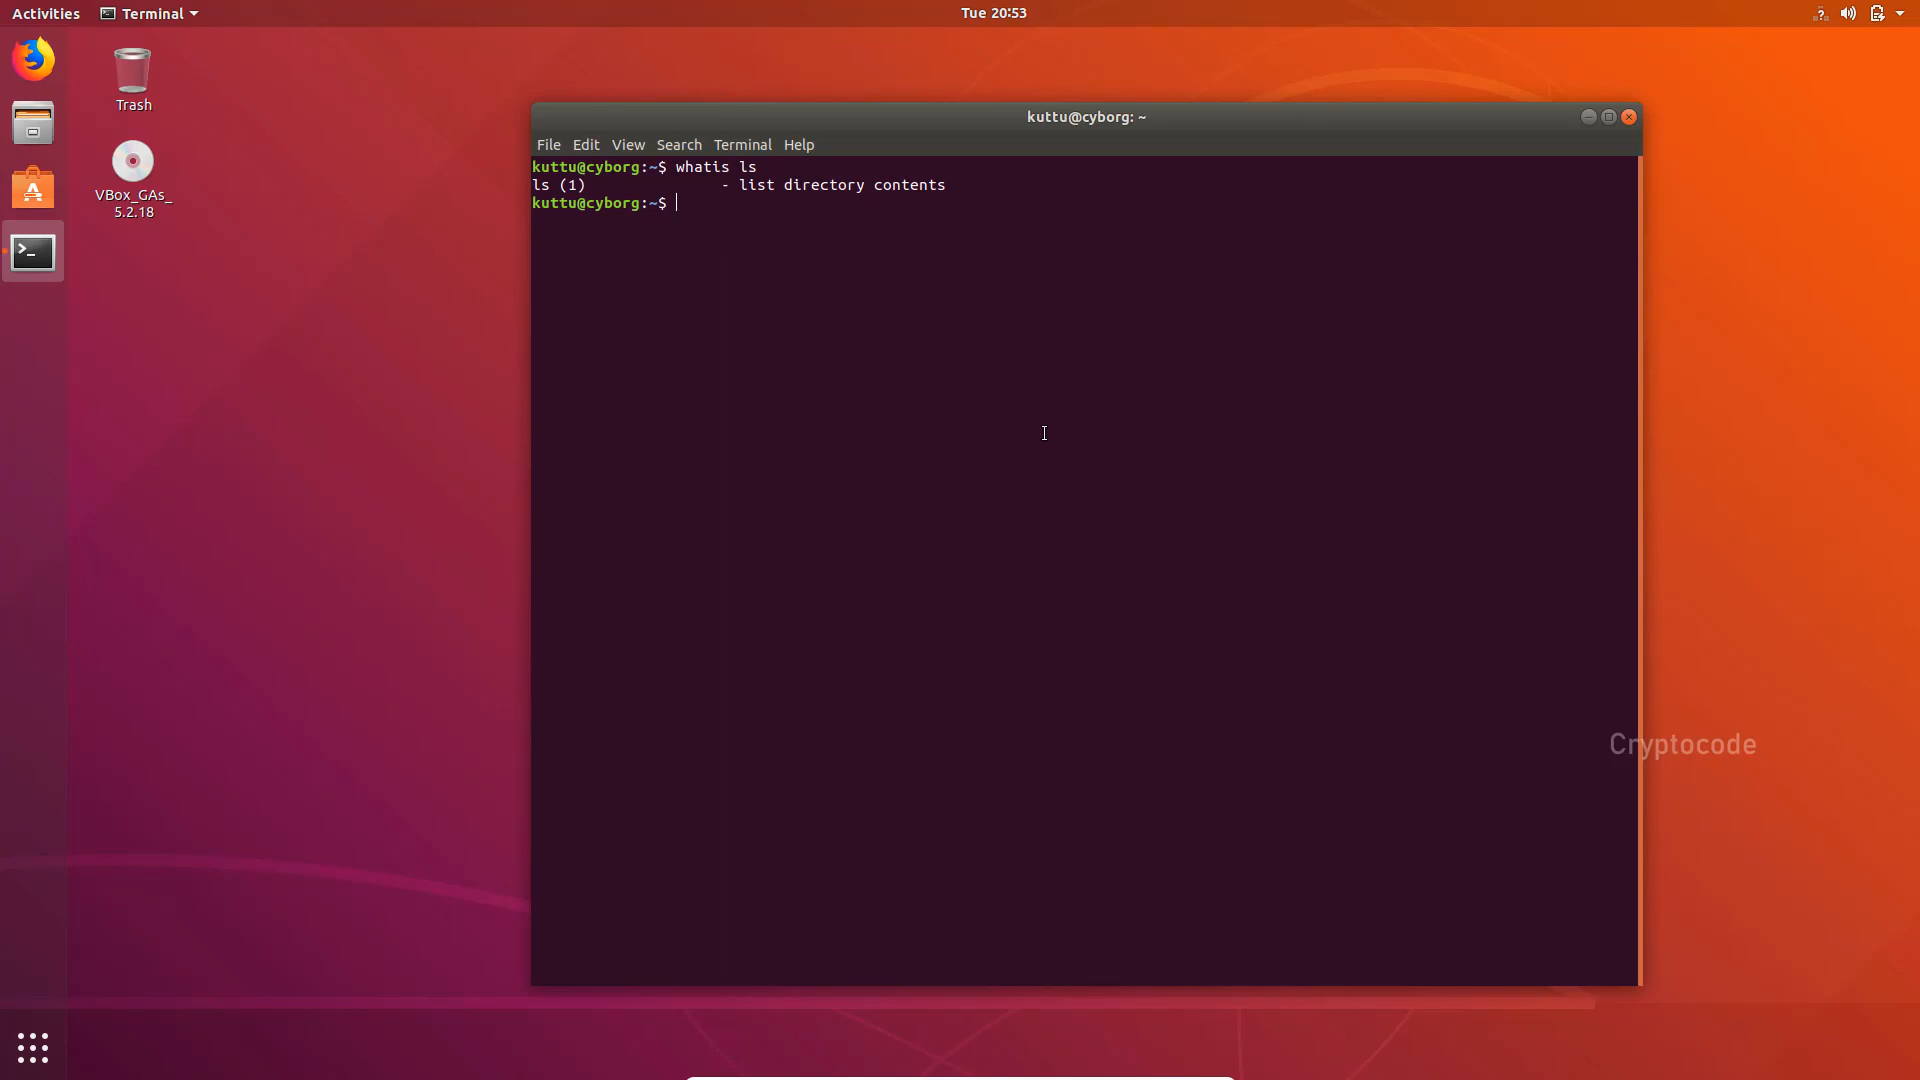 Activities Terminal Tue 20:53
Trash
VBox_GAs_
5.2.18
kuttu@cyborg: ~
File Edit View Search Terminal Help
kuttu@cyborg:~$ whatis ls
ls (1) - list directory contents
kuttu@cyborg:~$
Cryptocode